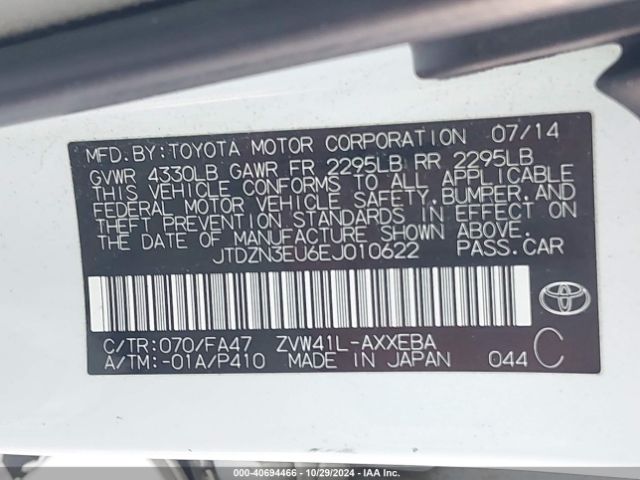 MFD. BY:TOYOTA MOTOR CORPORATION 07/14
GVWR 4330LB GAWR FR 2295LB RR 2295LB
THIS VEHICLE CONFORMS TO ALL APPLICABLE
FEDERAL MOTOR VEHICLE SAFETY,BUMPER,AND
THEFT PREVENTION STANDARDS IN EFFECT ON
THE DATE OF MANUFACTURE SHOWN ABOVE.
JTDZN3EU6EJ010622 PASS.CAR
C/TR:070/FA47 ZVW41L-AXXEBA
A/TM:-01A/P410 MADE IN JAPAN 044 C
000-40694466 - 10/29/2024 - IAA Inc.